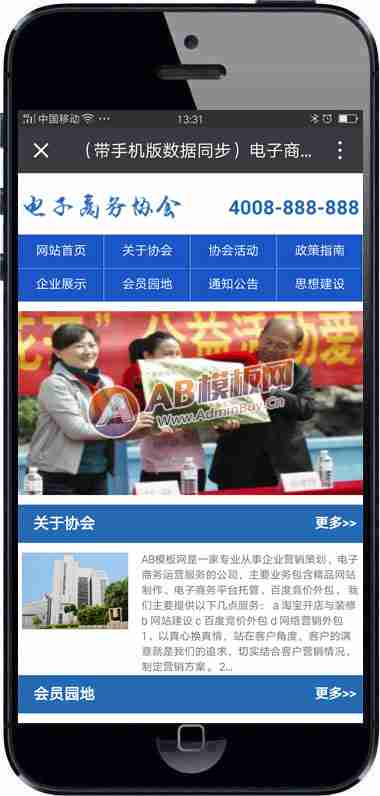 中国移动 ···
13:31
（带手机版数据同步）电子商...
电子商务协会
4008-888-888
网站首页 关于协会 协会活动 政策指南
企业展示 会员园地 通知公告 思想建设
花开”公益活动爱
AB模板网
www.AdminBuy.Cn
关于协会 更多>>
AB模板网是一家专业从事企业营销策划、电子
商务运营服务的公司，主要业务包含精品网站
制作、电子商务平台托管、百度竞价外包。 我
们主要提供以下几点服务： a 淘宝开店与装修
b 网站建设 c 百度竞价外包 d 网络营销外包
1、以真心换真情，站在客户角度，客户的满
意就是我们的追求，切实结合客户营销情况，
制定营销方案。2...
会员园地 更多>>